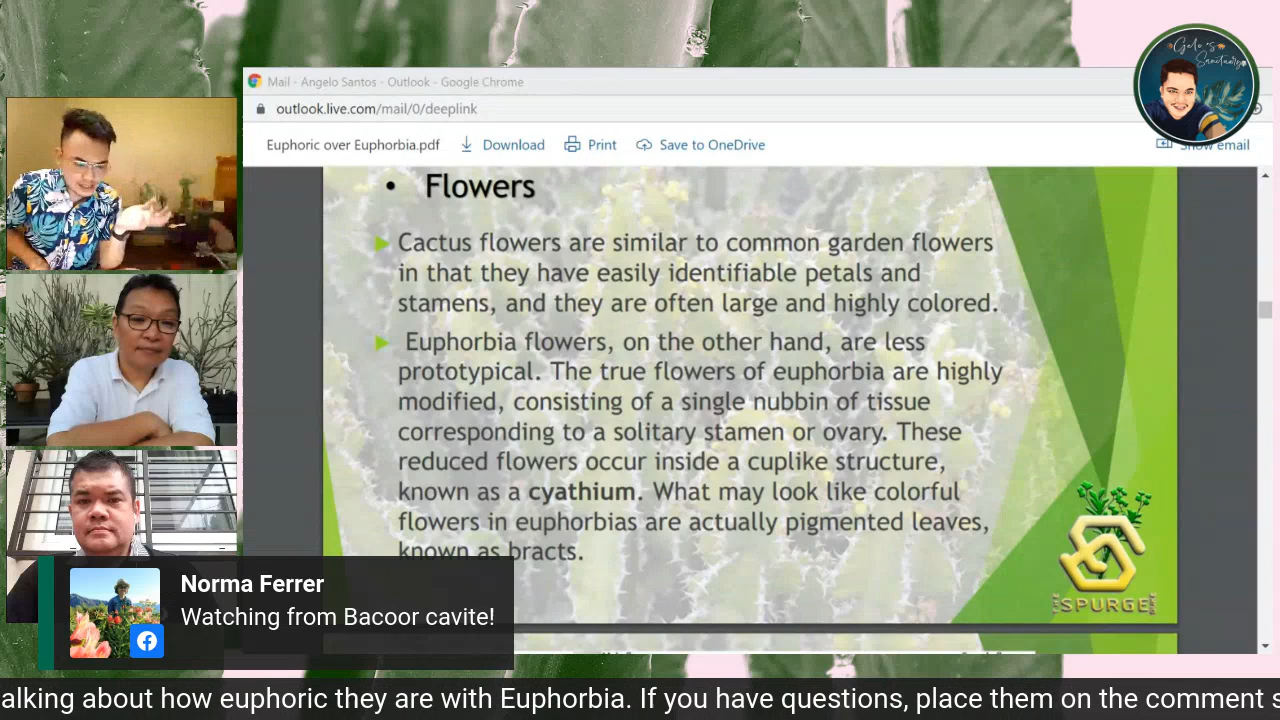 Mail - Angelo Santos - Outlook - Google Chrome
outlook.live.com/mail/0/deeplink
Euphoric over Euphorbia.pdf Download Print Save to OneDrive Show email
Galo's Sanctuary
• Flowers
Cactus flowers are similar to common garden flowers
in that they have easily identifiable petals and
stamens, and they are often large and highly colored.
Euphorbia flowers, on the other hand, are less
prototypical. The true flowers of euphorbia are highly
modified, consisting of a single nubbin of tissue
corresponding to a solitary stamen or ovary. These
reduced flowers occur inside a cuplike structure,
known as a cyathium. What may look like colorful
flowers in euphorbias are actually pigmented leaves,
known as bracts.
SPURGE
Norma Ferrer
Watching from Bacoor cavite!
alking about how euphoric they are with Euphorbia. If you have questions, place them on the comment s